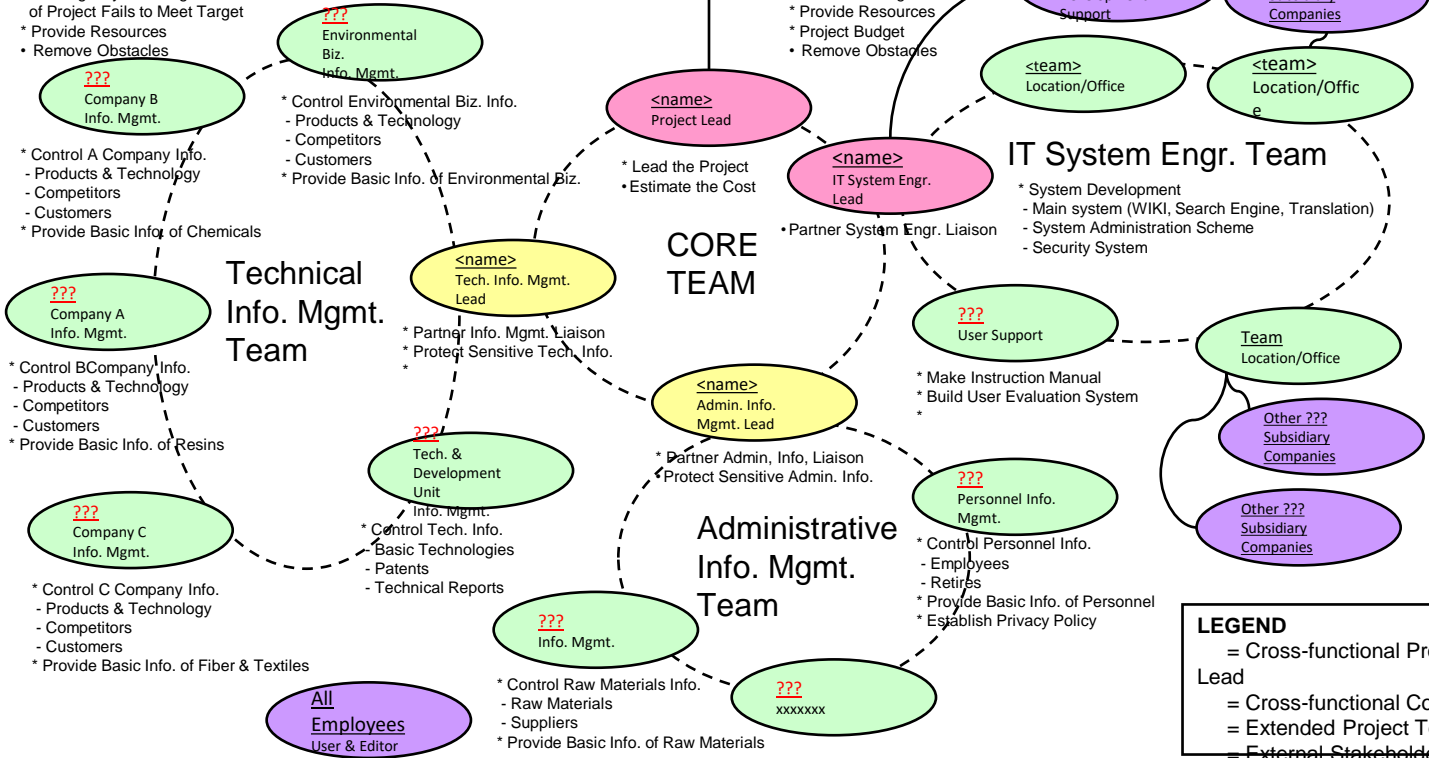 of Project Fails to Meet Target
* Provide Resources
• Remove Obstacles
???
Environmental
Biz.
Info. Mgmt.
* Provide Resources
* Project Budget
• Remove Obstacles
Support
Companies
???
Company B
Info. Mgmt.
* Control Environmental Biz. Info.
- Products & Technology
- Competitors
- Customers
* Provide Basic Info. of Environmental Biz.
<name>
Project Lead
* Lead the Project
•Estimate the Cost
<team>
Location/Office
<team>
Location/Offic
e
* Control A Company Info.
- Products & Technology
- Competitors
- Customers
* Provide Basic Info. of Chemicals
<name>
IT System Engr.
Lead
•Partner System Engr. Liaison
IT System Engr. Team
* System Development
- Main system (WIKI, Search Engine, Translation)
- System Administration Scheme
- Security System
CORE
TEAM
Technical
Info. Mgmt.
Team
<name>
Tech. Info. Mgmt.
Lead
* Partner Info. Mgmt. Liaison
* Protect Sensitive Tech. Info.
*
???
Company A
Info. Mgmt.
* Control BCompany Info.
- Products & Technology
- Competitors
- Customers
* Provide Basic Info. of Resins
???
User Support
* Make Instruction Manual
* Build User Evaluation System
*
Team
Location/Office
<name>
Admin. Info.
Mgmt. Lead
* Partner Admin, Info, Liaison
•Protect Sensitive Admin. Info.
Other ???
Subsidiary
Companies
Other ???
Subsidiary
Companies
???
Tech. &
Development
Unit
Info. Mgmt.
* Control Tech. Info.
- Basic Technologies
- Patents
- Technical Reports
???
Company C
Info. Mgmt.
* Control C Company Info.
- Products & Technology
- Competitors
- Customers
* Provide Basic Info. of Fiber & Textiles
Administrative
Info. Mgmt.
Team
???
Personnel Info.
Mgmt.
* Control Personnel Info.
- Employees
- Retires
* Provide Basic Info. of Personnel
* Establish Privacy Policy
???
Info. Mgmt.
* Control Raw Materials Info.
- Raw Materials
- Suppliers
* Provide Basic Info. of Raw Materials
???
xxxxxxx
All
Employees
User & Editor
LEGEND
= Cross-functional Pr
Lead
= Cross-functional Co
= Extended Project T
= External Stakeholde